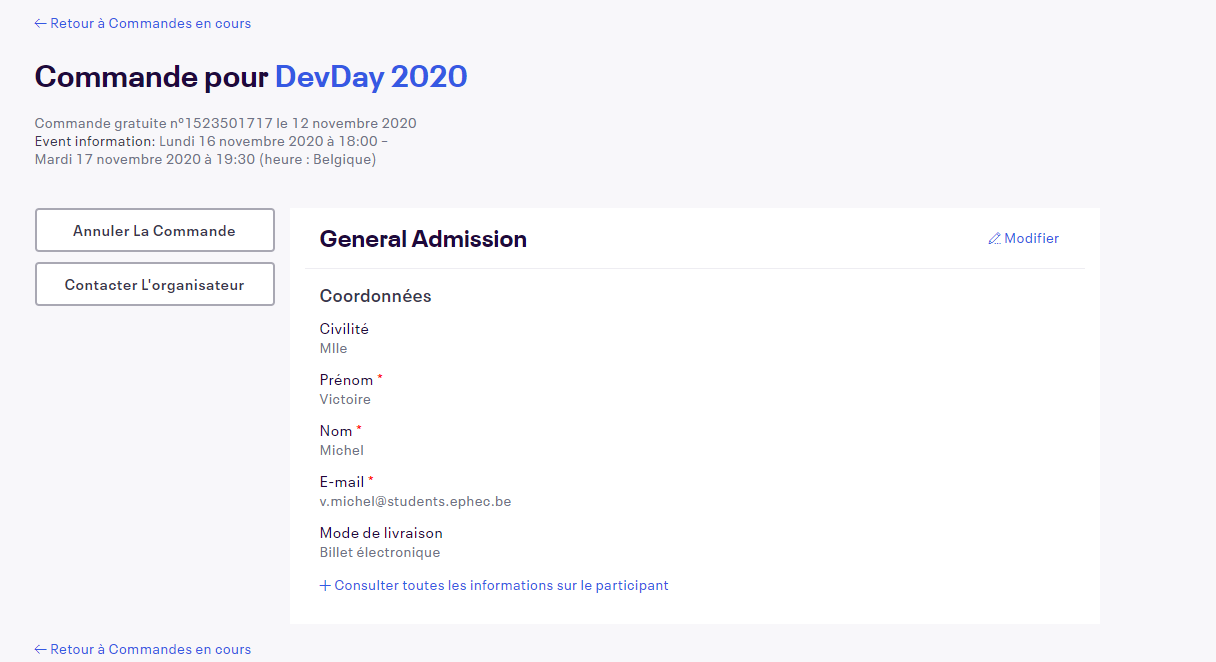 ← Retour à Commandes en cours
Commande pour DevDay 2020
Commande gratuite n°1523501717 le 12 novembre 2020
Event information: Lundi 16 novembre 2020 à 18:00 –
Mardi 17 novembre 2020 à 19:30 (heure : Belgique)
Annuler La Commande
Contacter L'organisateur
General Admission
Modifier
Coordonnées
Civilité
Mlle
Prénom *
Victoire
Nom *
Michel
E-mail *
v.michel@students.ephec.be
Mode de livraison
Billet électronique
+ Consulter toutes les informations sur le participant
← Retour à Commandes en cours